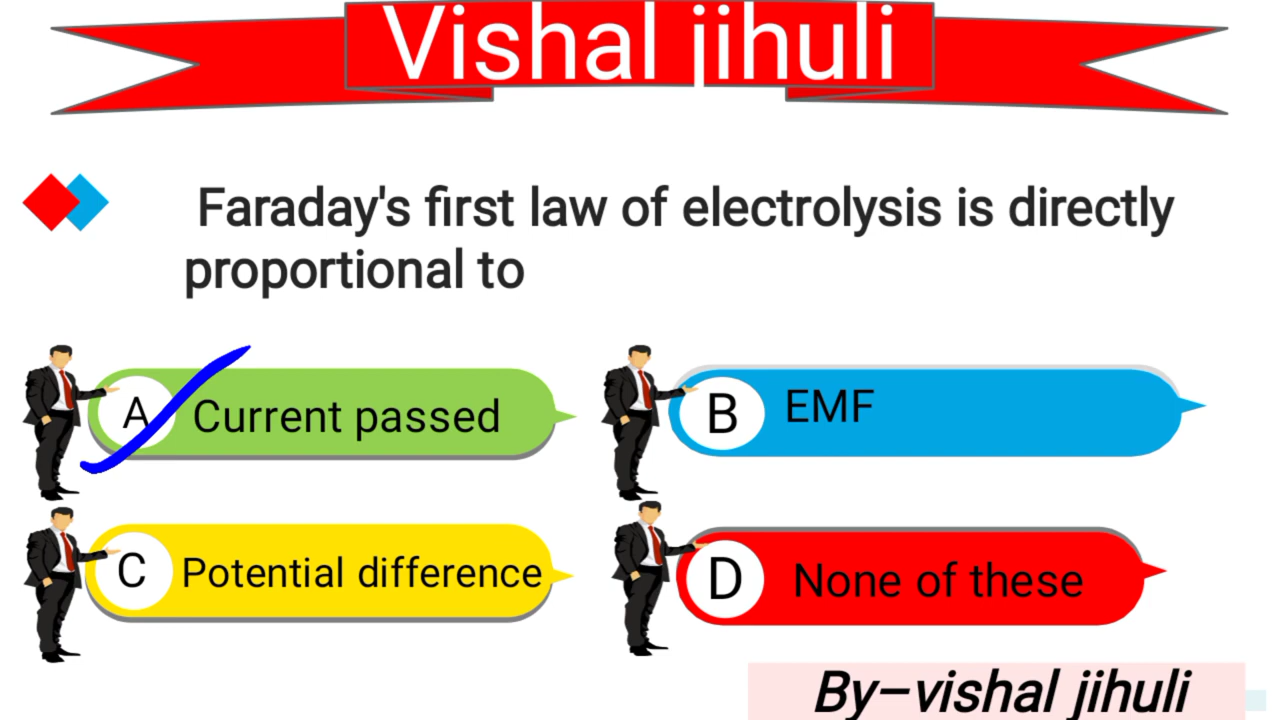 Vishal jihuli
Faraday's first law of electrolysis is directly
proportional to
A Current passed
B EMF
C Potential difference
D None of these
By-vishal jihuli